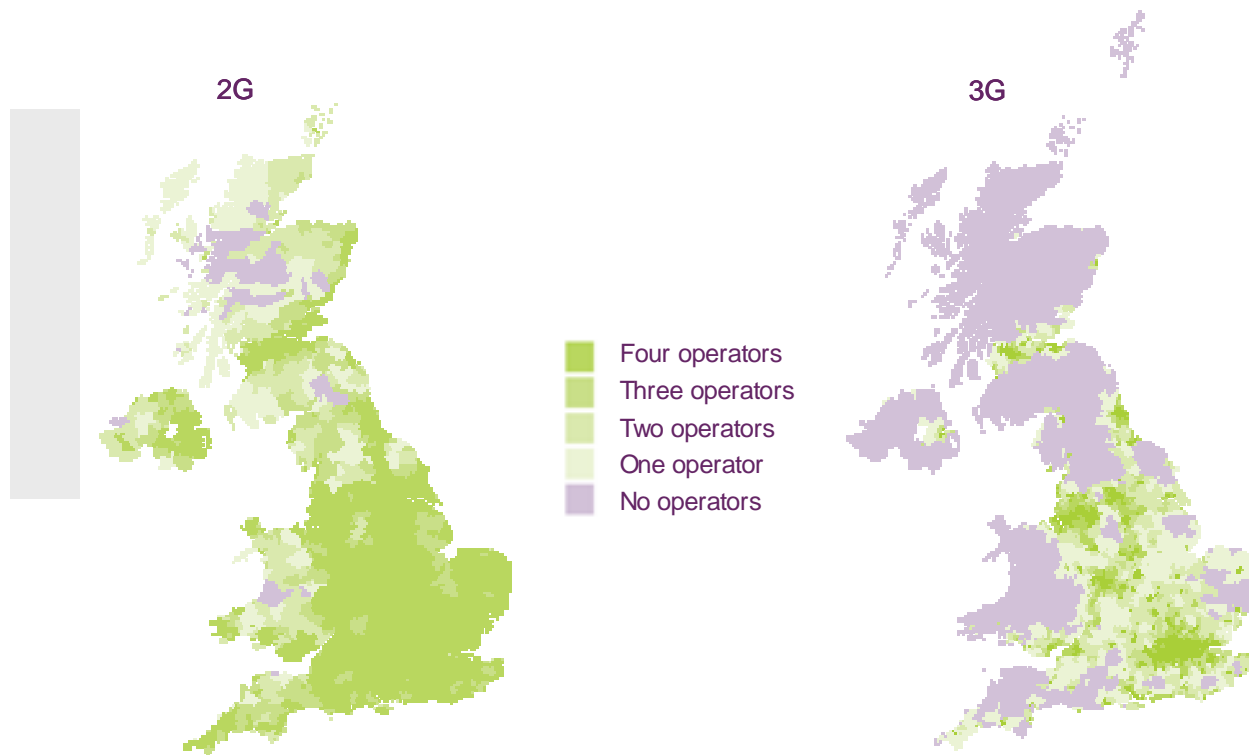 2G
3G
Four operators
Three operators
Two operators
One operator
No operators